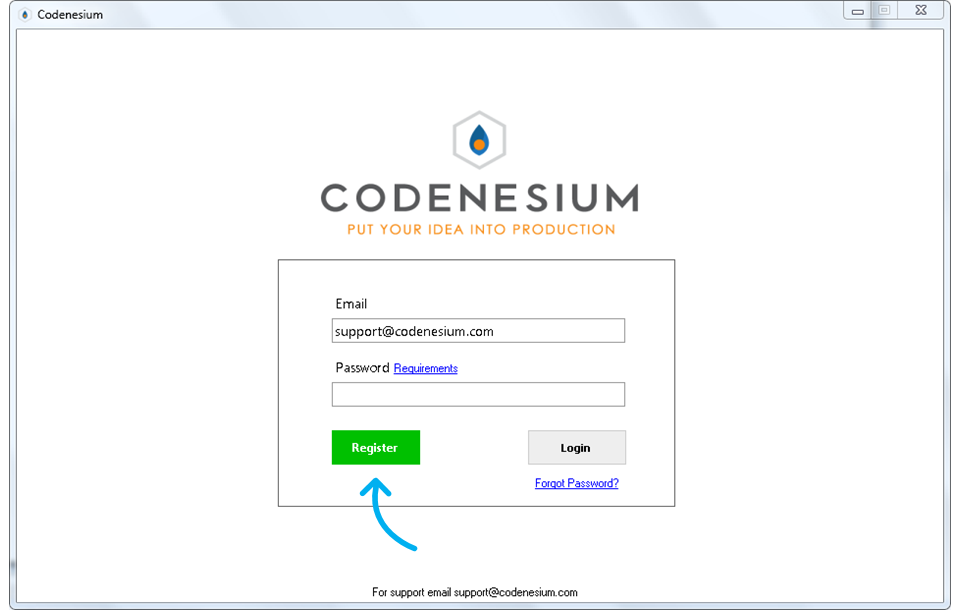 Codenesium
CODENESIUM
PUT YOUR IDEA INTO PRODUCTION
Email
support@codenesium.com
Password Requirements
Register Login
Forgot Password?
For support email support@codenesium.com